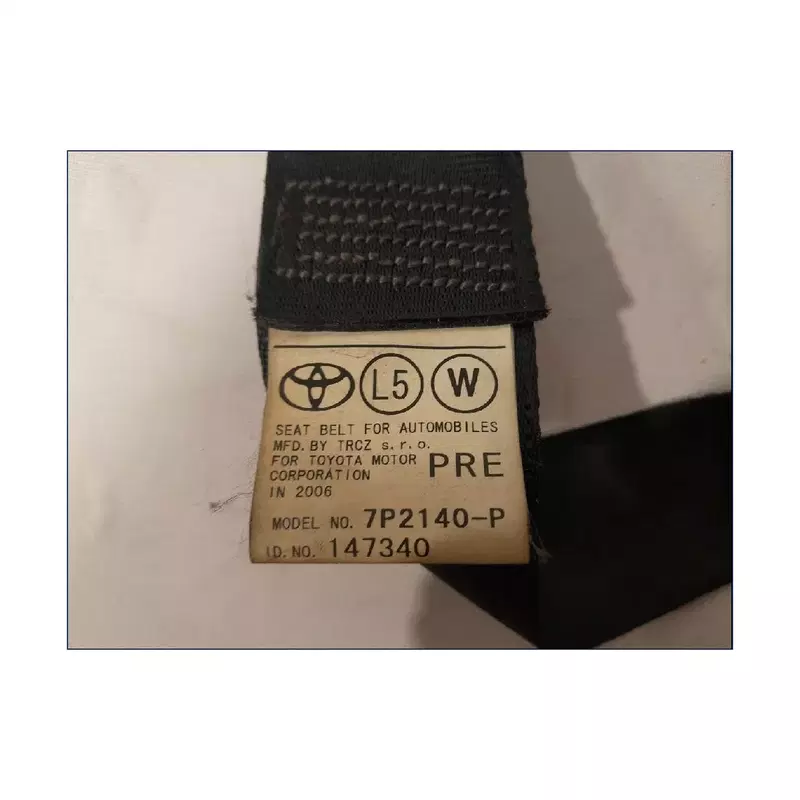 L5 W
SEAT BELT FOR AUTOMOBILES
MFD. BY TRCZ s.r.o.
FOR TOYOTA MOTOR
CORPORATION PRE
IN 2006
MODEL NO. 7P2140-P
ID. NO. 147340